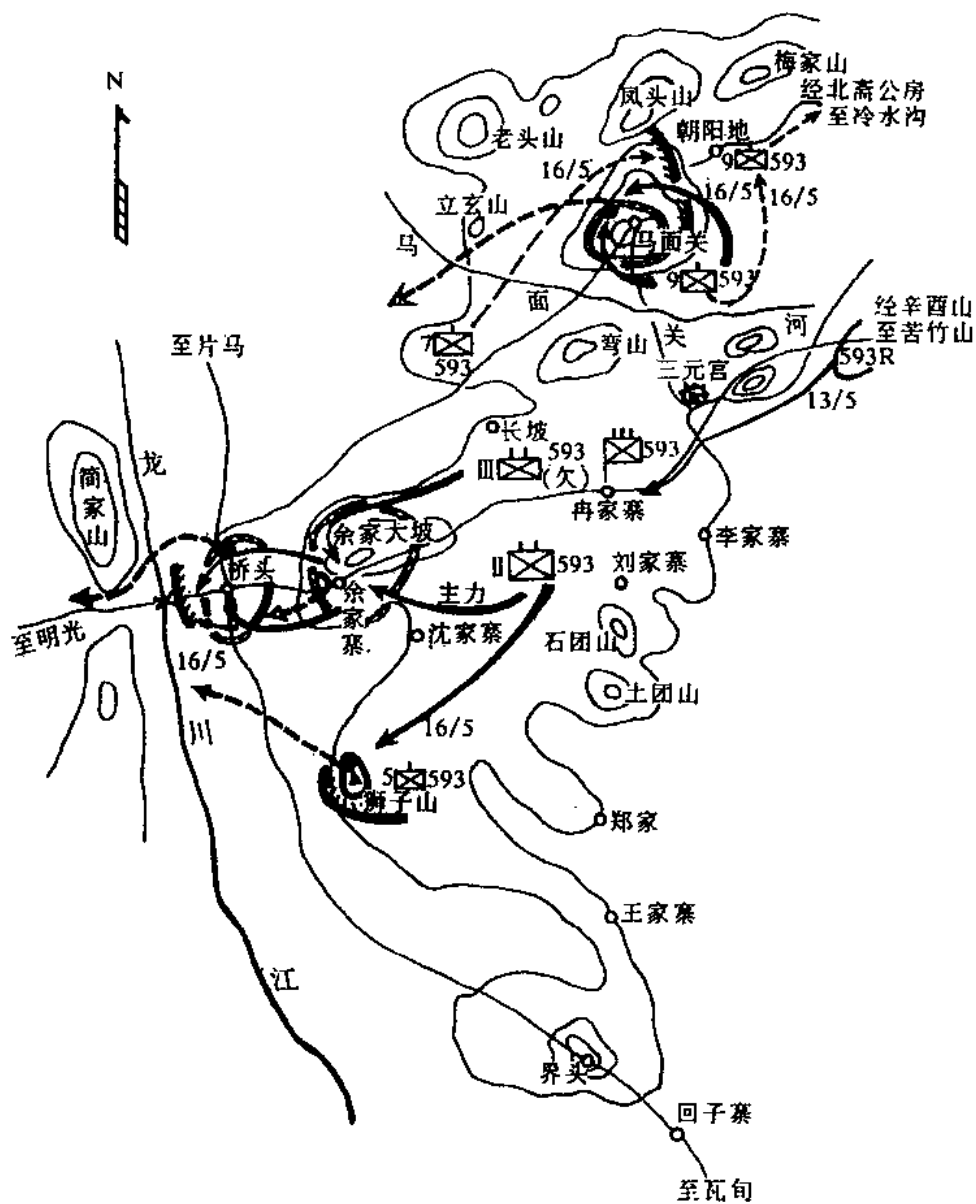 N
梅家山
经北斋公房
至冷水沟
凤头山
朝阳地
老头山
9 593
16/5
16/5
16/5
立玄山
马面关
马
面
关
河
9 593
经辛酉山
至苦竹山
593R
13/5
7
593
弯山
三元宫
至片马
长坡
III 593
(欠)
593
冉家寨
李家寨
简家山
龙
川
江
余家大坡
桥头
余家寨
II 593
刘家寨
主力
沈家寨
石团山
土团山
至明光
16/5
16/5
5 593
狮子山
郑家
王家寨
界头
回子寨
至瓦甸